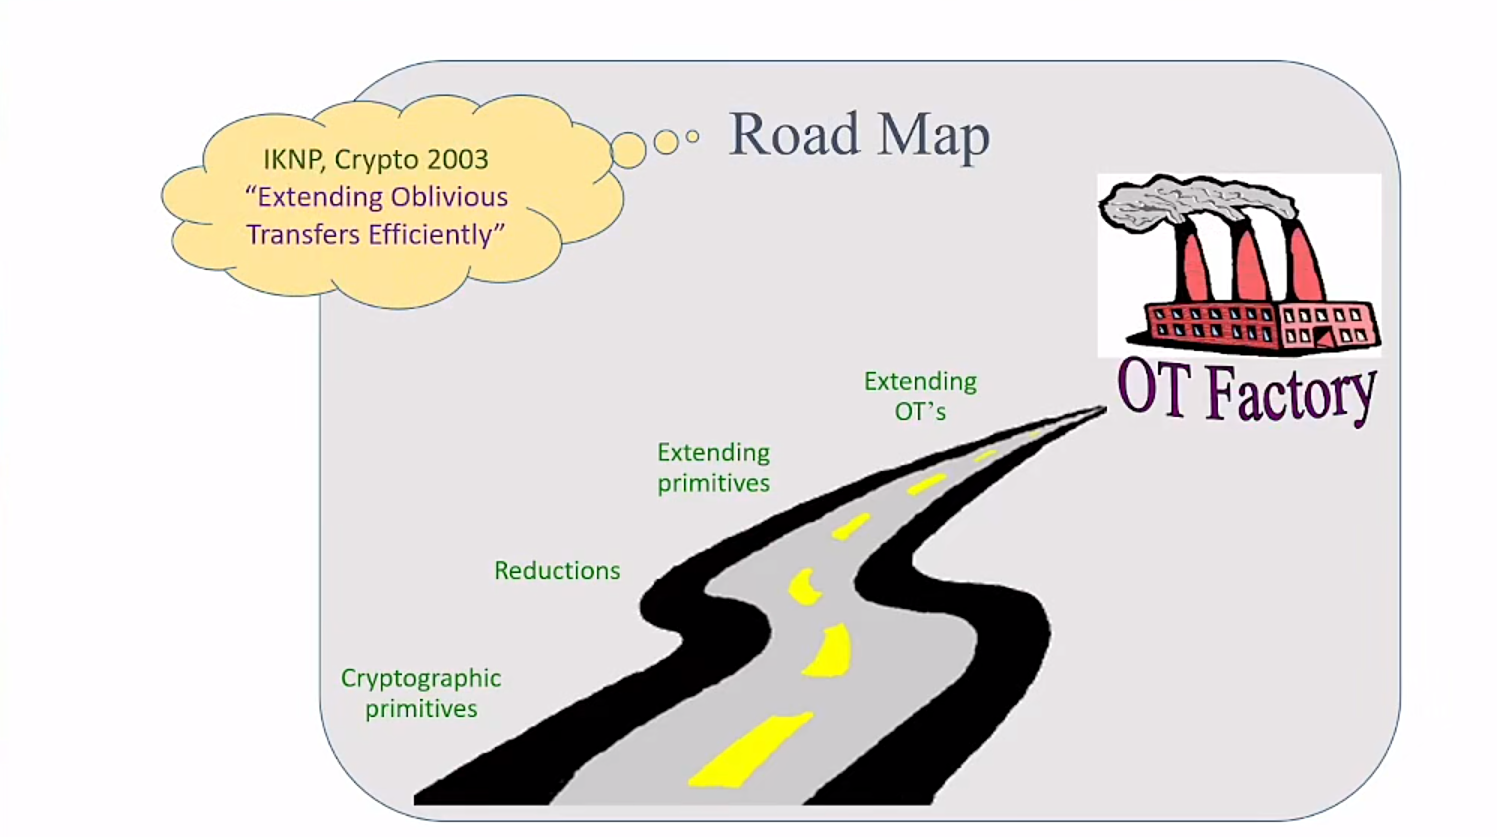 Road Map
IKNP, Crypto 2003
“Extending Oblivious
Transfers Efficiently”
OT Factory
Extending
OT’s
Extending
primitives
Reductions
Cryptographic
primitives